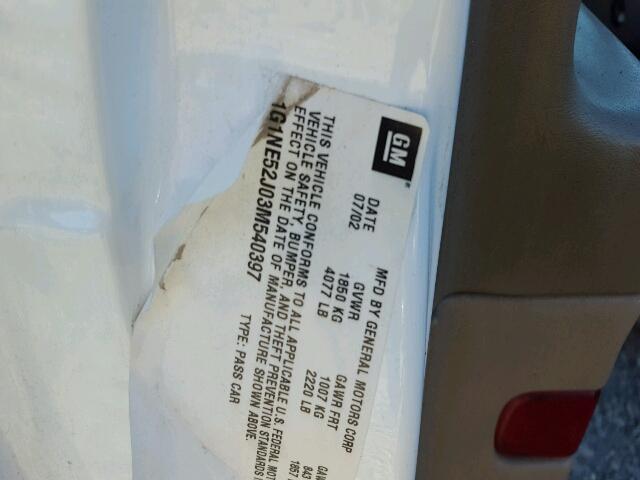 GM
MFD BY GENERAL MOTORS CORP
DATE GVWR GAWR FRT
07/02 1850 KG 1007 KG 843
4077 LB 2220 LB 1857
THIS VEHICLE CONFORMS TO ALL APPLICABLE U.S. FEDERAL
VEHICLE SAFETY, BUMPER, AND THEFT PREVENTION STANDARDS
EFFECT ON THE DATE OF MANUFACTURE SHOWN ABOVE.
1G1NE52J03M540397 TYPE: PASS CAR